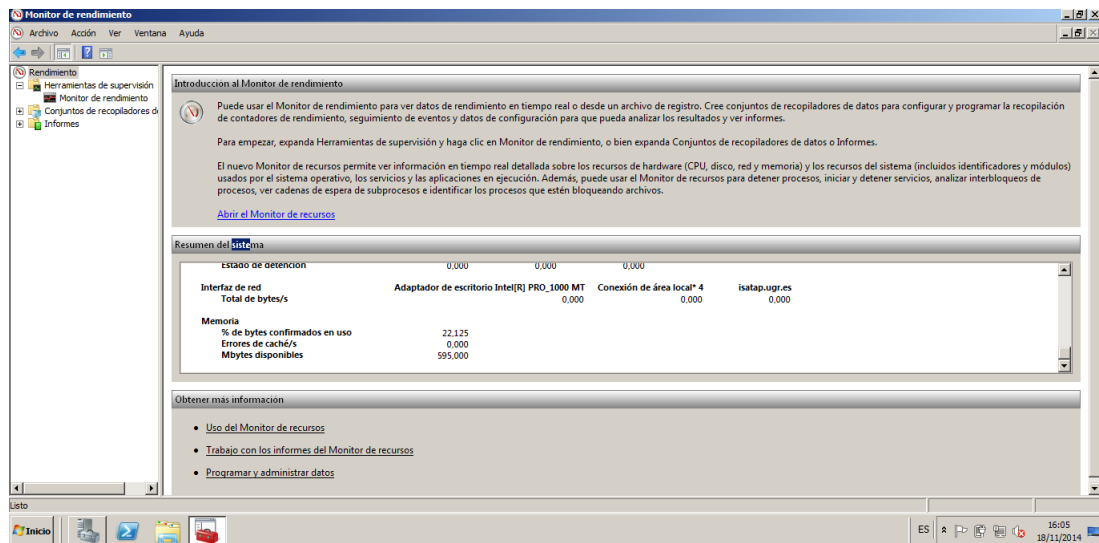 Monitor de rendimiento
Archivo Acción Ver Ventana Ayuda
Rendimiento
Herramientas de supervisión
Monitor de rendimiento
Conjuntos de recopiladores de
Informes
Introducción al Monitor de rendimiento
Puede usar el Monitor de rendimiento para ver datos de rendimiento en tiempo real o desde un archivo de registro. Cree conjuntos de recopiladores de datos para configurar y programar la recopilación
de contadores de rendimiento, seguimiento de eventos y datos de configuración para que pueda analizar los resultados y ver informes.
Para empezar, expanda Herramientas de supervisión y haga clic en Monitor de rendimiento, o bien expanda Conjuntos de recopiladores de datos o Informes.
El nuevo Monitor de recursos permite ver información en tiempo real detallada sobre los recursos de hardware (CPU, disco, red y memoria) y los recursos del sistema (incluidos identificadores y módulos)
usados por el sistema operativo, los servicios y las aplicaciones en ejecución. Además, puede usar el Monitor de recursos para detener procesos, iniciar y detener servicios, analizar interbloqueos de
procesos, ver cadenas de espera de subprocesos e identificar los procesos que estén bloqueando archivos.
Abrir el Monitor de recursos
Resumen del sistema
Estado de detención 0,000 0,000 0,000
Interfaz de red Adaptador de escritorio Intel[R] PRO_1000 MT Conexión de área local* 4 isatap.ugr.es
Total de bytes/s 0,000 0,000 0,000
Memoria
% de bytes confirmados en uso 22,125
Errores de caché/s 0,000
Mbytes disponibles 595,000
Obtener más información
• Uso del Monitor de recursos
• Trabajo con los informes del Monitor de recursos
• Programar y administrar datos
Listo
Inicio ES 16:05
18/11/2014